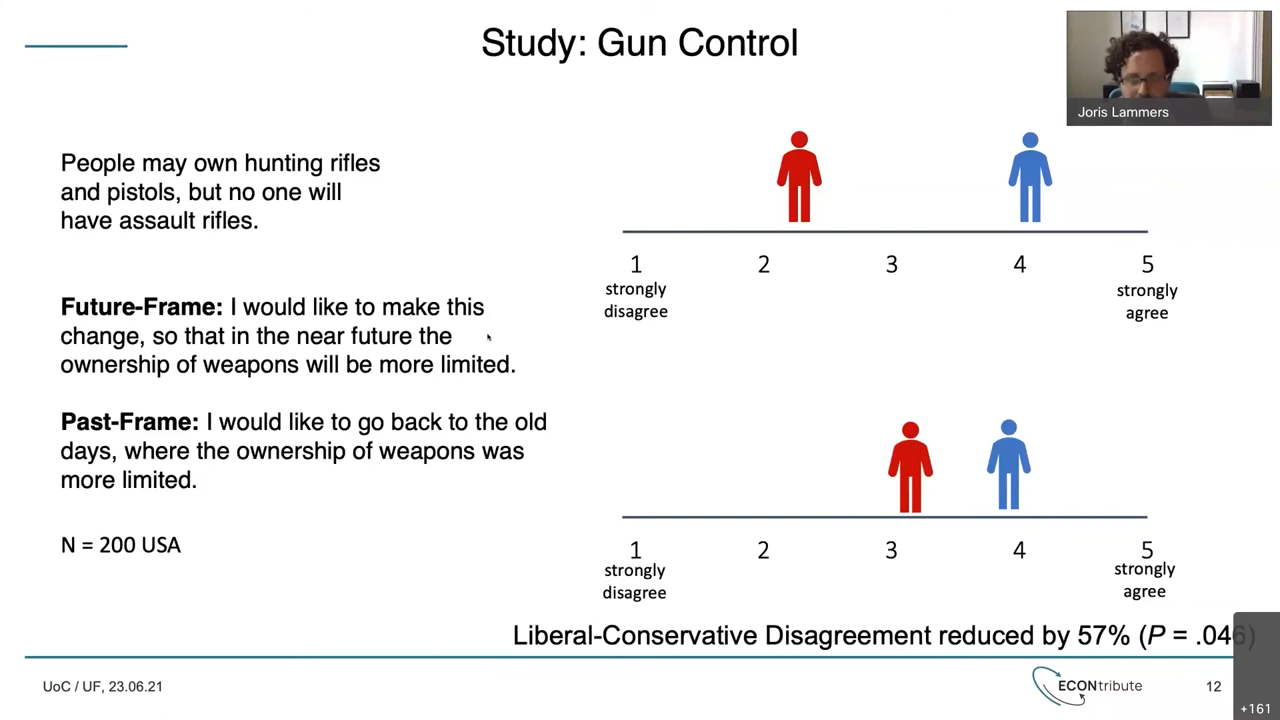 Study: Gun Control
Joris Lammers
People may own hunting rifles
and pistols, but no one will
have assault rifles.
1 2 3 4 5
strongly
disagree
strongly
agree
Future-Frame: I would like to make this
change, so that in the near future the
ownership of weapons will be more limited.
Past-Frame: I would like to go back to the old
days, where the ownership of weapons was
more limited.
N = 200 USA
1 2 3 4 5
strongly
disagree
strongly
agree
Liberal-Conservative Disagreement reduced by 57% (P = .046)
UoC / UF, 23.06.21
ECONtribute
12
+161